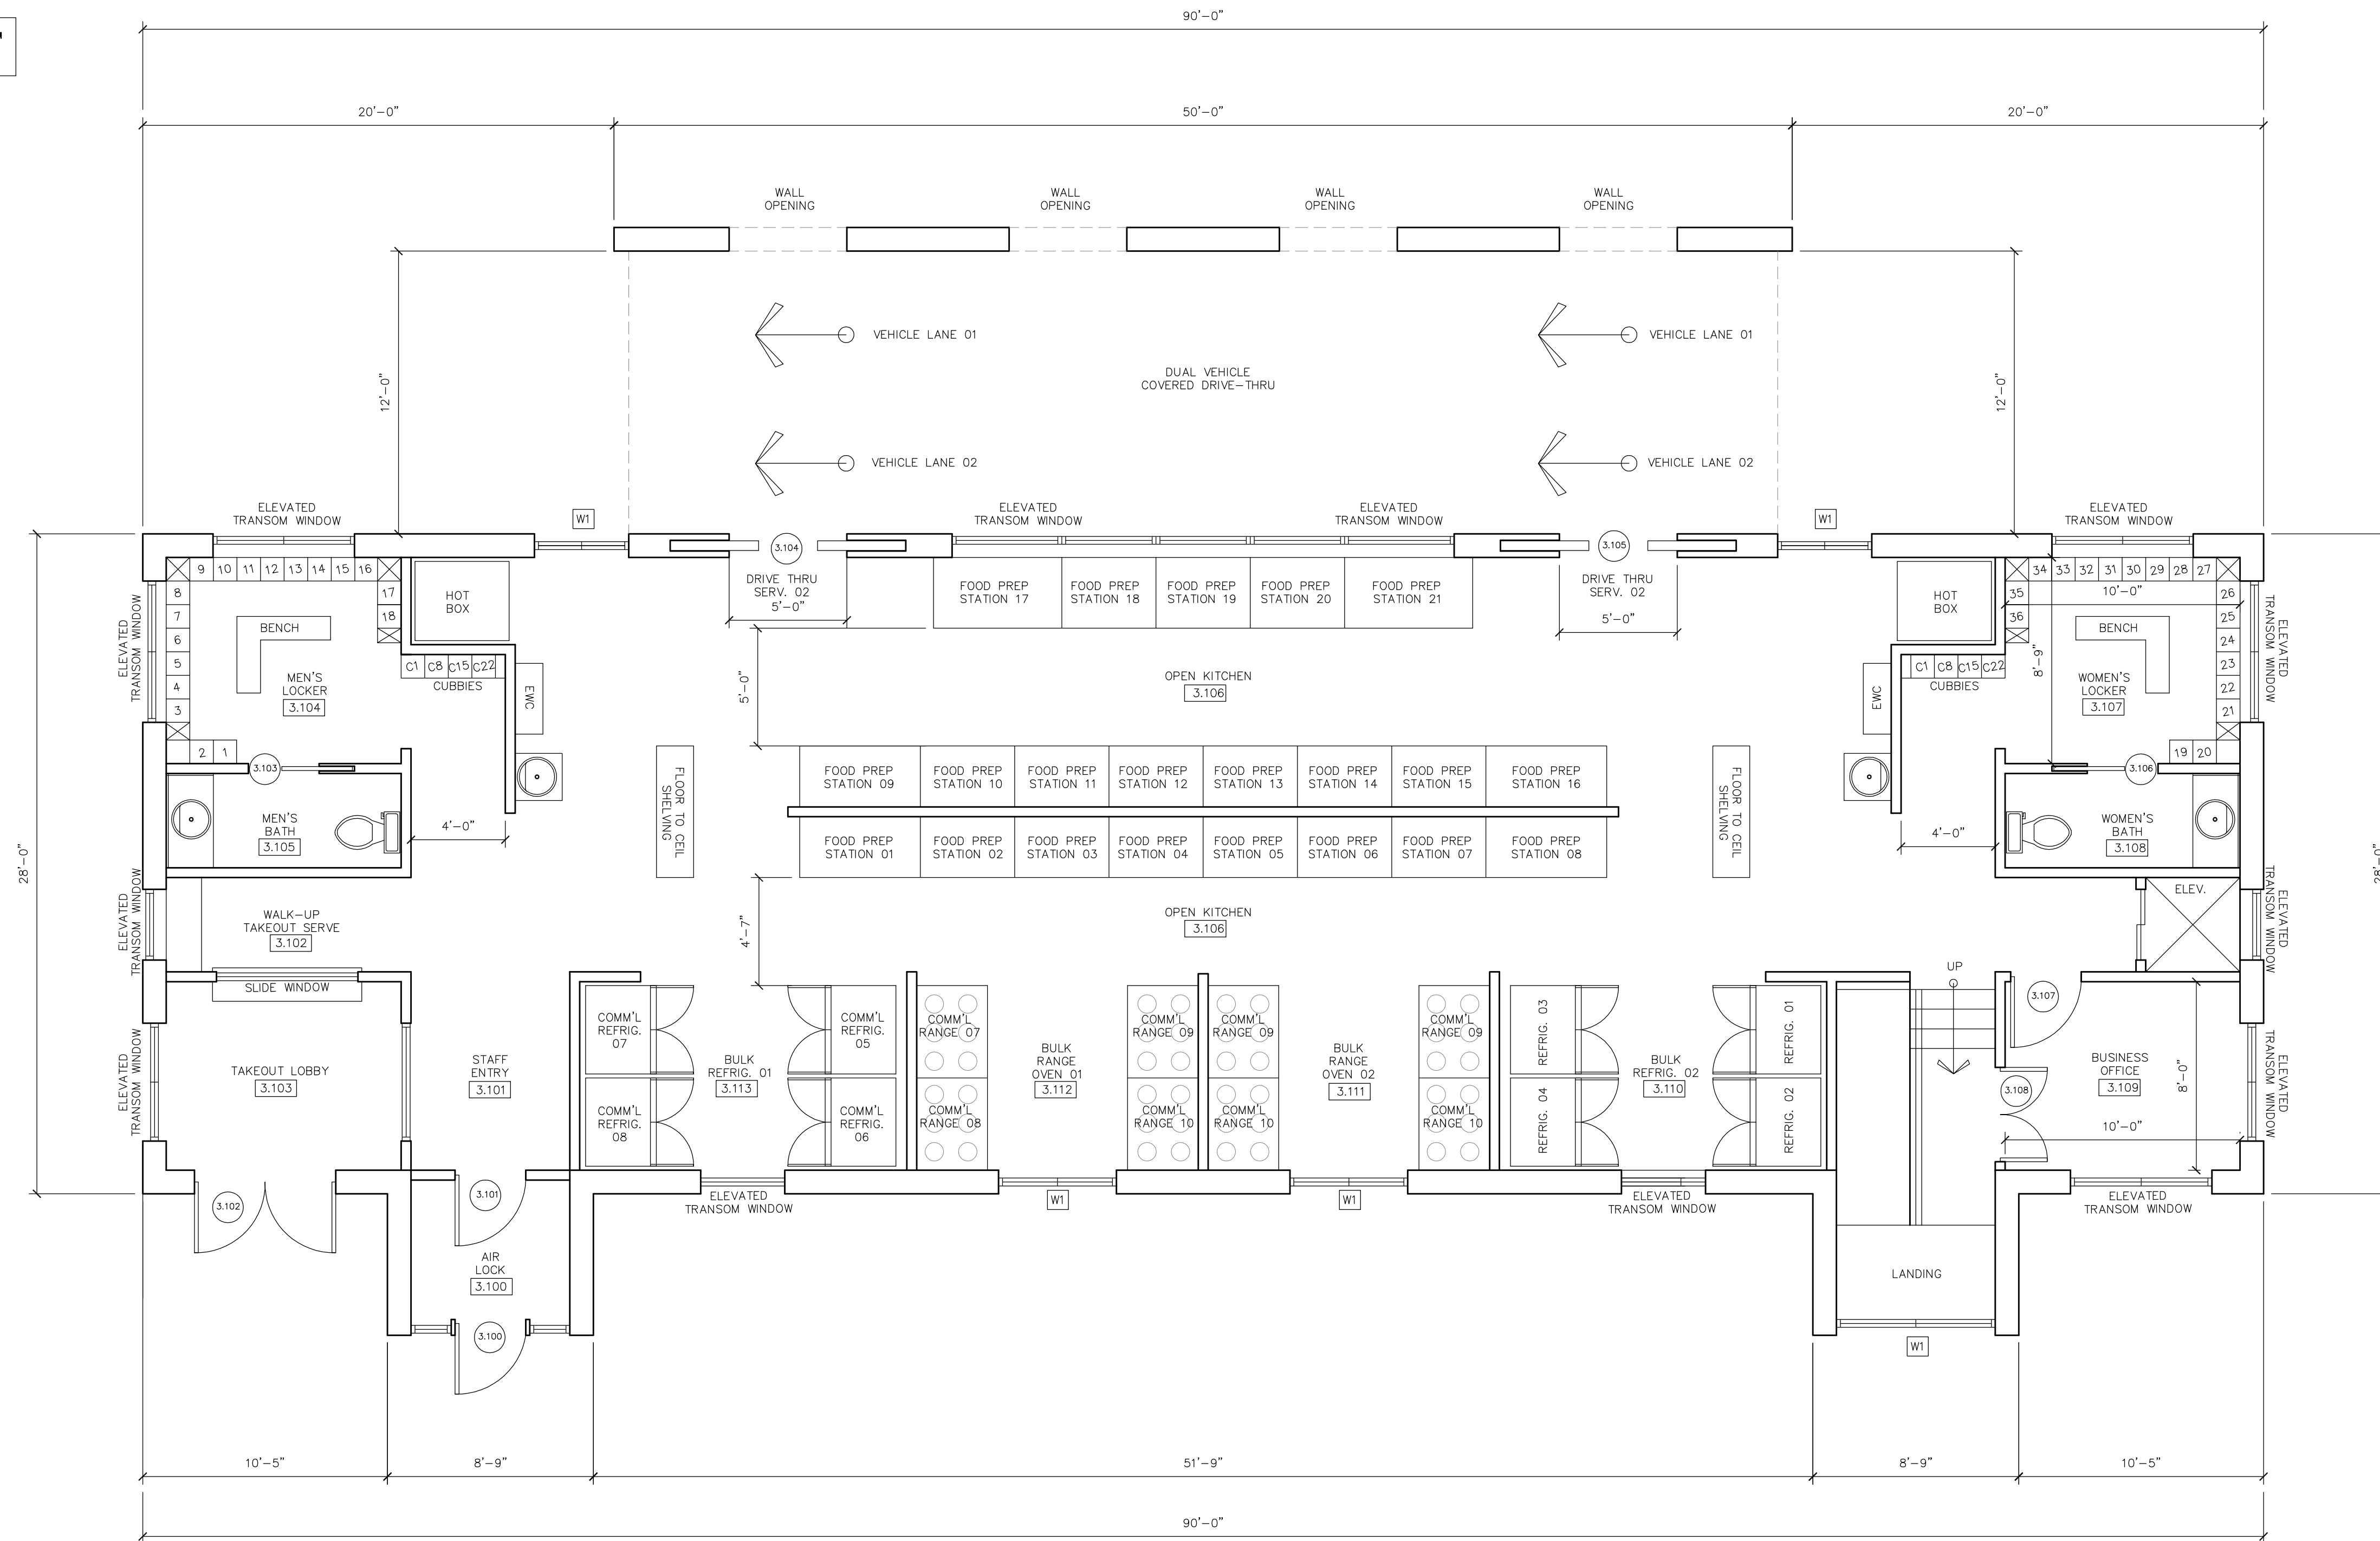 90'-0"
20'-0"
50'-0"
20'-0"
WALL
OPENING
WALL
OPENING
WALL
OPENING
WALL
OPENING
VEHICLE LANE 01
VEHICLE LANE 01
DUAL VEHICLE
COVERED DRIVE-THRU
12'-0"
12'-0"
VEHICLE LANE 02
VEHICLE LANE 02
ELEVATED
TRANSOM WINDOW
W1
ELEVATED
TRANSOM WINDOW
ELEVATED
TRANSOM WINDOW
W1
ELEVATED
TRANSOM WINDOW
3.104
3.105
9 10 11 12 13 14 15 16
8
7
6
5
4
3
2 1
17
18
BENCH
MEN'S
LOCKER
3.104
ELEVATED
TRANSOM WINDOW
HOT
BOX
C1 C8 C15 C22
CUBBIES
EWC
DRIVE THRU
SERV. 02
5'-0"
FOOD PREP
STATION 17
FOOD PREP
STATION 18
FOOD PREP
STATION 19
FOOD PREP
STATION 20
FOOD PREP
STATION 21
DRIVE THRU
SERV. 02
5'-0"
HOT
BOX
C1 C8 C15 C22
CUBBIES
EWC
34 33 32 31 30 29 28 27
35
36
10'-0"
26
25
24
23
22
21
19 20
BENCH
8'-9"
WOMEN'S
LOCKER
3.107
ELEVATED
TRANSOM WINDOW
5'-0"
OPEN KITCHEN
3.106
3.103
3.106
MEN'S
BATH
3.105
4'-0"
FLOOR TO CEIL
SHELVING
FOOD PREP
STATION 09
FOOD PREP
STATION 10
FOOD PREP
STATION 11
FOOD PREP
STATION 12
FOOD PREP
STATION 13
FOOD PREP
STATION 14
FOOD PREP
STATION 15
FOOD PREP
STATION 16
FOOD PREP
STATION 01
FOOD PREP
STATION 02
FOOD PREP
STATION 03
FOOD PREP
STATION 04
FOOD PREP
STATION 05
FOOD PREP
STATION 06
FOOD PREP
STATION 07
FOOD PREP
STATION 08
FLOOR TO CEIL
SHELVING
4'-0"
WOMEN'S
BATH
3.108
28'-0"
28'-0"
ELEVATED
TRANSOM WINDOW
WALK-UP
TAKEOUT SERVE
3.102
4'-7"
OPEN KITCHEN
3.106
ELEV.
ELEVATED
TRANSOM WINDOW
SLIDE WINDOW
UP
3.107
ELEVATED
TRANSOM WINDOW
TAKEOUT LOBBY
3.103
STAFF
ENTRY
3.101
COMM'L
REFRIG.
07
COMM'L
REFRIG.
08
BULK
REFRIG. 01
3.113
COMM'L
REFRIG.
05
COMM'L
REFRIG.
06
COMM'L
RANGE 07
COMM'L
RANGE 08
BULK
RANGE
OVEN 01
3.112
COMM'L
RANGE 09
COMM'L
RANGE 10
COMM'L
RANGE 09
COMM'L
RANGE 10
BULK
RANGE
OVEN 02
3.111
COMM'L
RANGE 09
COMM'L
RANGE 10
REFRIG. 03
REFRIG. 04
BULK
REFRIG. 02
3.110
REFRIG. 01
REFRIG. 02
3.108
BUSINESS
OFFICE
3.109
8'-0"
10'-0"
ELEVATED
TRANSOM WINDOW
3.102
3.101
ELEVATED
TRANSOM WINDOW
W1
W1
ELEVATED
TRANSOM WINDOW
ELEVATED
TRANSOM WINDOW
AIR
LOCK
3.100
3.100
LANDING
W1
10'-5"
8'-9"
51'-9"
8'-9"
10'-5"
90'-0"